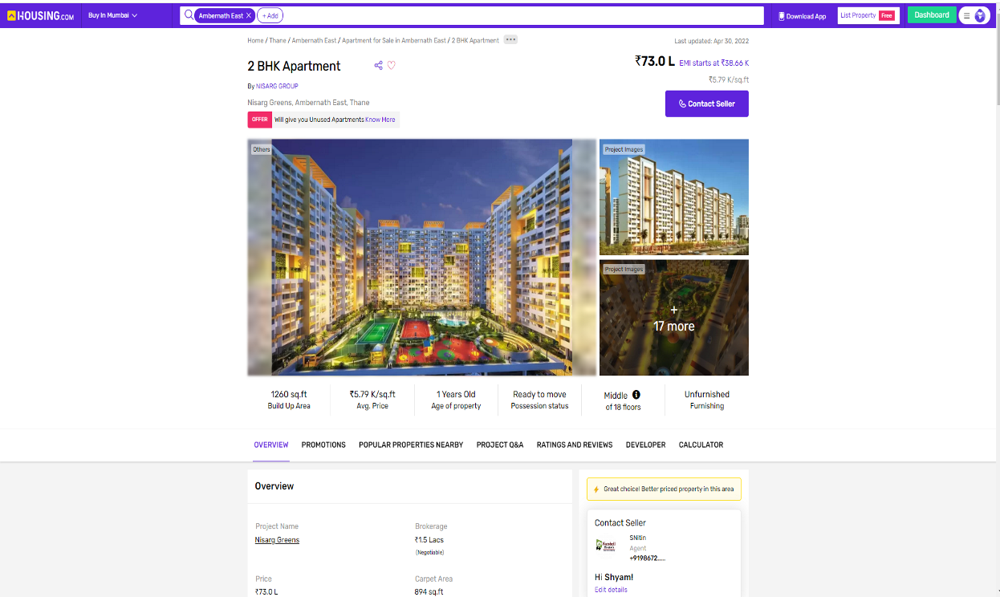 HOUSING.COM
Buy In Mumbai
Ambernath East X
+ Add
Download App
List Property Free
Dashboard
Home / Thane / Ambernath East / Apartment for Sale in Ambernath East / 2 BHK Apartment
Last updated: Apr 30, 2022
2 BHK Apartment
₹73.0 L EMI starts at ₹38.66 K
₹5.79 K/sq.ft
By NISARG GROUP
Contact Seller
Nisarg Greens, Ambernath East, Thane
OFFER Will give you Unused Apartments Know More
Others
Project Images
Project Images
+
17 more
1260 sq.ft
Build Up Area
₹5.79 K/sq.ft
Avg. Price
1 Years Old
Age of property
Ready to move
Possession status
Middle
of 18 floors
Unfurnished
Furnishing
OVERVIEW PROMOTIONS POPULAR PROPERTIES NEARBY PROJECT Q&A RATINGS AND REVIEWS DEVELOPER CALCULATOR
Overview
Project Name
Nisarg Greens
Brokerage
₹1.5 Lacs
(Negotiable)
Price
₹73.0 L
Carpet Area
894 sq.ft
Great choice! Better priced property in this area
Contact Seller
SNitin
Agent
+9198672.....
Hi Shyam!
Edit details